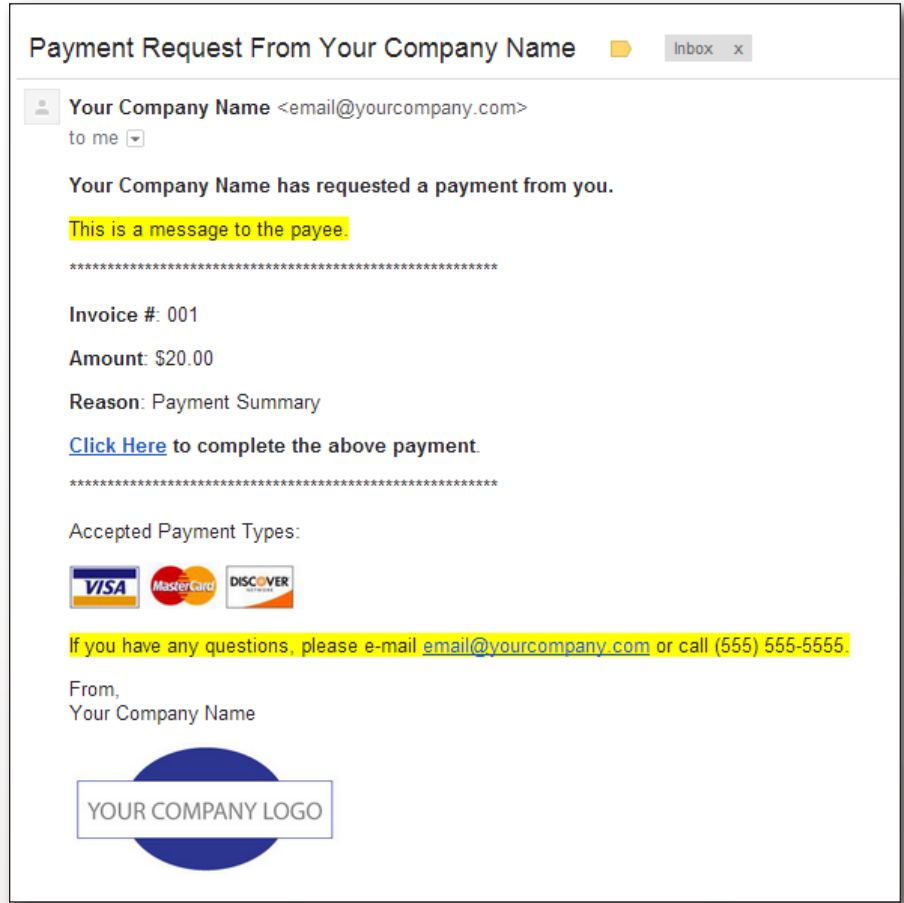 Payment Request From Your Company Name
Inbox x
Your Company Name <email@yourcompany.com>
to me
Your Company Name has requested a payment from you.
This is a message to the payee.
*********************************************************
Invoice #: 001
Amount: $20.00
Reason: Payment Summary
Click Here to complete the above payment.
*********************************************************
Accepted Payment Types:
VISA MasterCard DISCOVER NETWORK
If you have any questions, please e-mail email@yourcompany.com or call (555) 555-5555.
From,
Your Company Name
YOUR COMPANY LOGO